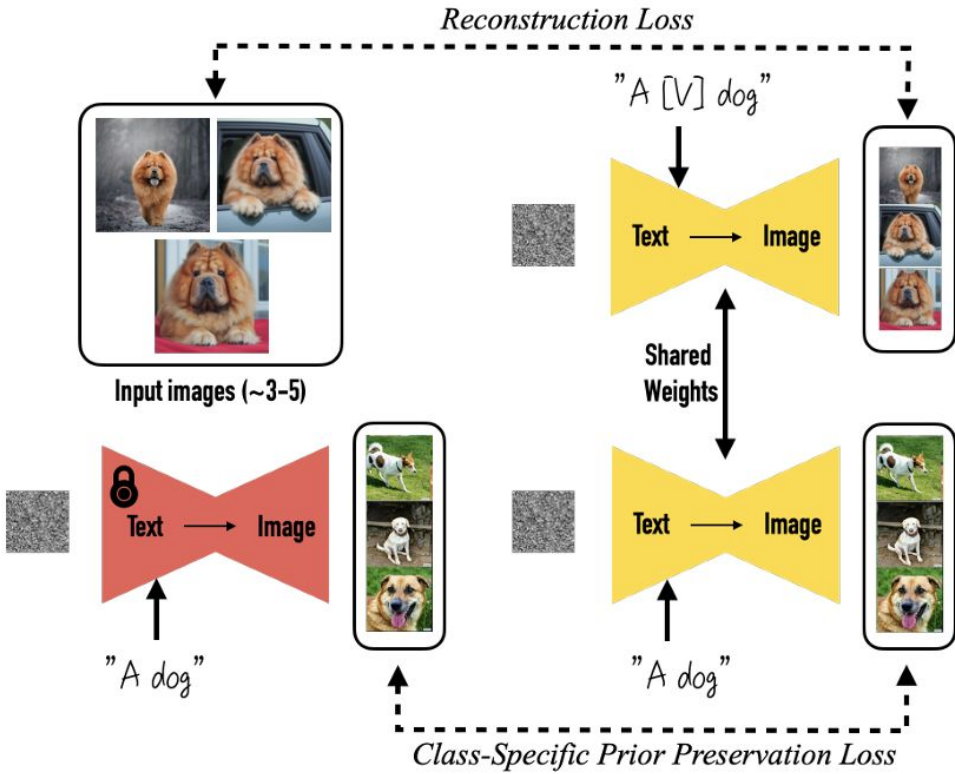 Reconstruction Loss
”A [V] dog”
Text
Image
Input images (~3–5)
Shared
Weights
Text
Image
Text
Image
”A dog”
”A dog”
Class-Specific Prior Preservation Loss